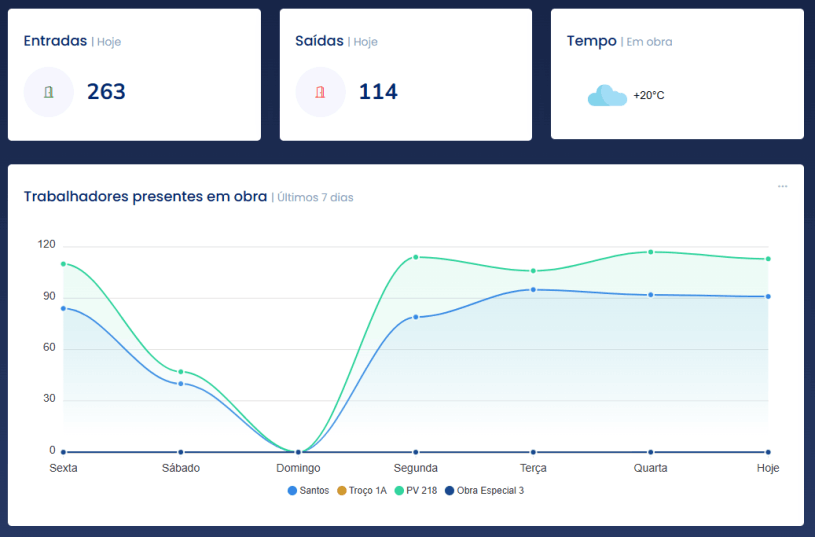 Entradas | Hoje
263
Saídas | Hoje
114
Tempo | Em obra
+20°C
Trabalhadores presentes em obra | Últimos 7 dias
120
90
60
30
0
Sexta Sábado Domingo Segunda Terça Quarta Hoje
Santos Troço 1A PV 218 Obra Especial 3